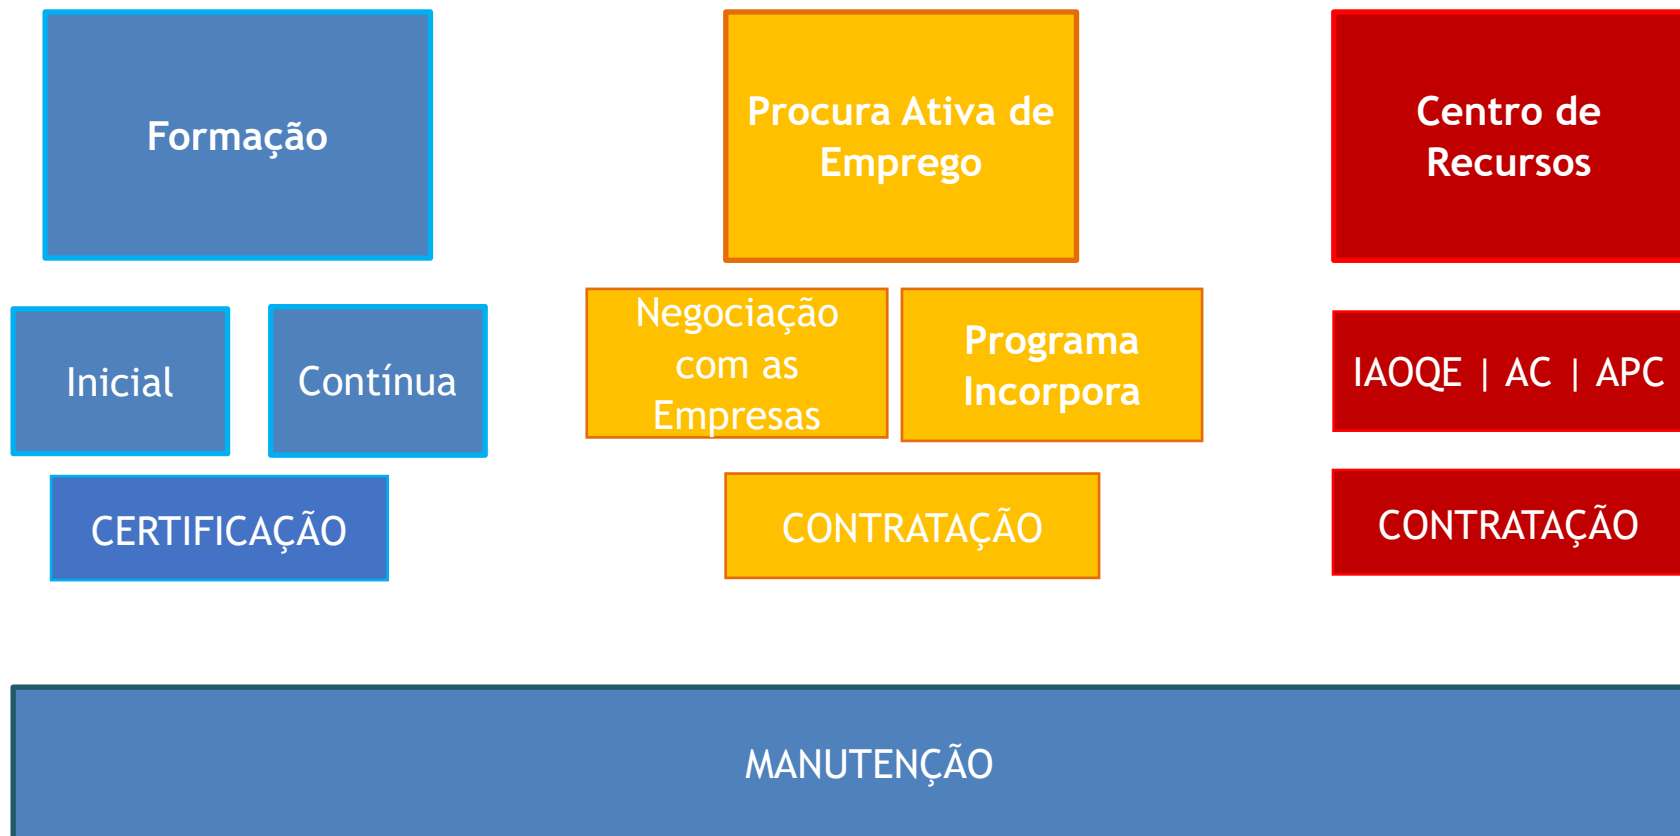 Formação
Procura Ativa de
Emprego
Centro de
Recursos
Inicial
Contínua
Negociação
com as
Empresas
Programa
Incorpora
IAOQE | AC | APC
CERTIFICAÇÃO
CONTRATAÇÃO
CONTRATAÇÃO
MANUTENÇÃO